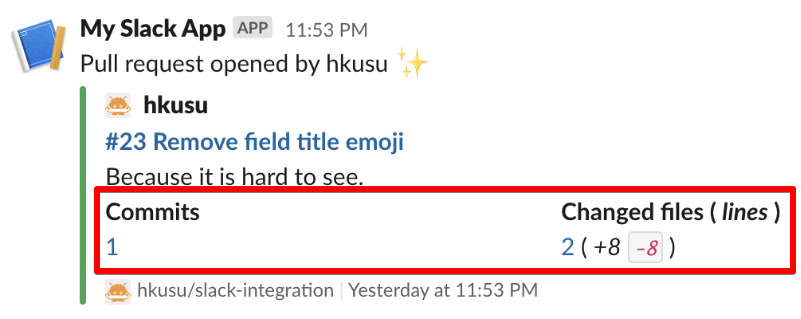 My Slack App APP 11:53 PM
Pull request opened by hkusu ✨
hkusu
#23 Remove field title emoji
Because it is hard to see.
Commits Changed files ( lines )
1 2 ( +8 -8 )
hkusu/slack-integration | Yesterday at 11:53 PM